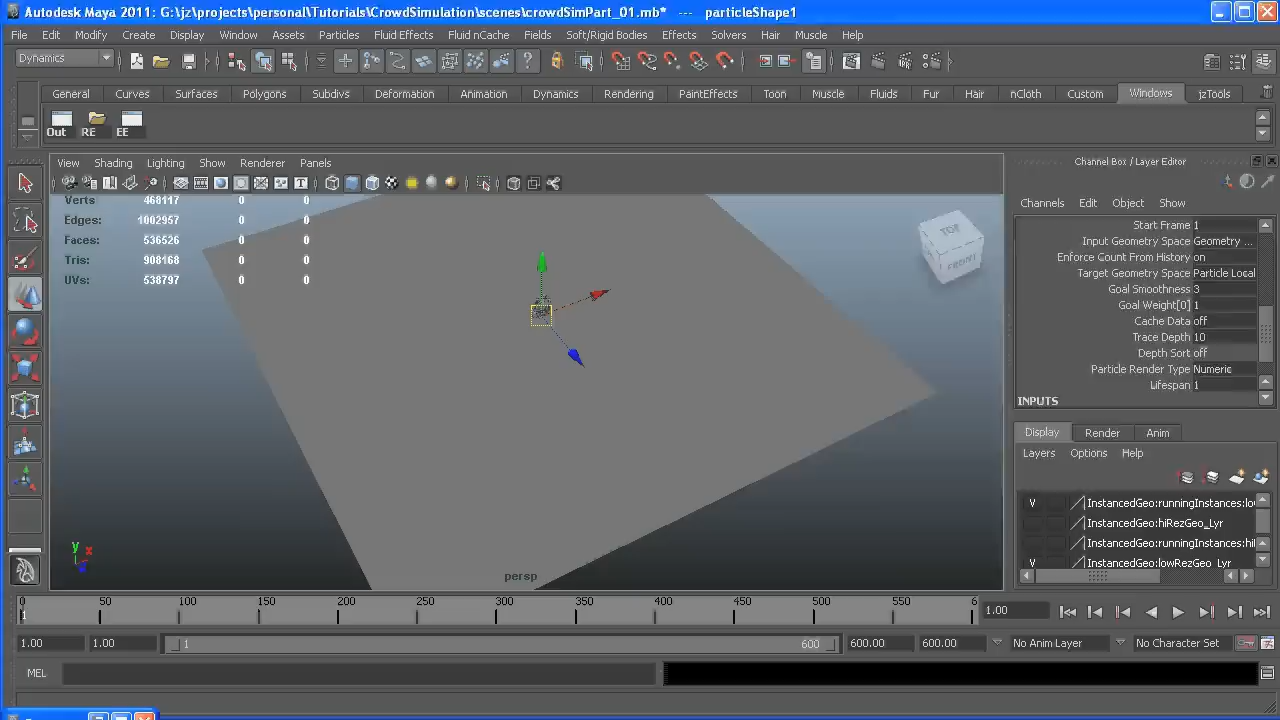 Autodesk Maya 2011: G:\jz\projects\personal\Tutorials\CrowdSimulation\scenes\crowdSimPart_01.mb* --- particleShape1
File Edit Modify Create Display Window Assets Particles Fluid Effects Fluid nCache Fields Soft/Rigid Bodies Effects Solvers Hair Muscle Help
Dynamics
General Curves Surfaces Polygons Subdivs Deformation Animation Dynamics Rendering PaintEffects Toon Muscle Fluids Fur Hair nCloth Custom Windows jzTools
Out RE EE
View Shading Lighting Show Renderer Panels
Channel Box / Layer Editor
Channels Edit Object Show
Verts 468117 0 0
Edges: 1002957 0 0
Faces: 536526 0 0
Tris: 908168 0 0
UVs: 538797 0 0
TOP
FRONT
Start Frame 1
Input Geometry Space Geometry ...
Enforce Count From History on
Target Geometry Space Particle Local
Goal Smoothness 3
Goal Weight[0] 1
Cache Data off
Trace Depth 10
Depth Sort off
Particle Render Type Numeric
Lifespan 1
INPUTS
Display Render Anim
Layers Options Help
V InstancedGeo:runningInstances:lo
InstancedGeo:hiRezGeo_Lyr
InstancedGeo:runningInstances:hi
V InstancedGeo:lowRezGeo_Lyr
y x
persp
0 50 100 150 200 250 300 350 400 450 500 550 6
1 1.00
1.00 1.00 1 600 600.00 600.00 No Anim Layer No Character Set
MEL